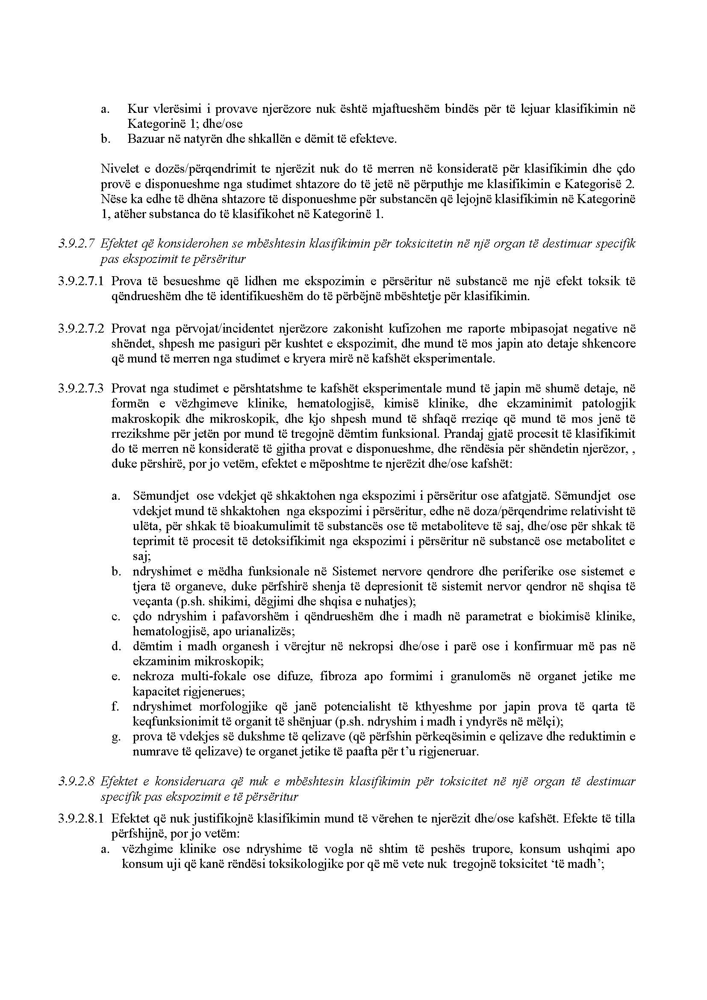 a. Kur vlerësimi i provave njerëzore nuk është mjaftueshëm bindës për të lejuar klasifikimin në
Kategorinë 1; dhe/ose
b. Bazuar në natyrën dhe shkallën e dëmit të efekteve.
Nivelet e dozës/përqendrimit te njerëzit nuk do të merren në konsideratë për klasifikimin dhe çdo
provë e disponueshme nga studimet shtazore do të jetë në përputhje me klasifikimin e Kategorisë 2.
Nëse ka edhe të dhëna shtazore të disponueshme për substancën që lejojnë klasifikimin në Kategorinë
1, atëher substanca do të klasifikohet në Kategorinë 1.
3.9.2.7 Efektet që konsiderohen se mbështesin klasifikimin për toksicitetin në një organ të destinuar specifik
pas ekspozimit te përsëritur
3.9.2.7.1 Prova të besueshme që lidhen me ekspozimin e përsëritur në substancë me një efekt toksik të
qëndrueshëm dhe të identifikueshëm do të përbëjnë mbështetje për klasifikimin.
3.9.2.7.2 Provat nga përvojat/incidentet njerëzore zakonisht kufizohen me raporte mbipasojat negative në
shëndet, shpesh me pasiguri për kushtet e ekspozimit, dhe mund të mos japin ato detaje shkencore
që mund të merren nga studimet e kryera mirë në kafshët eksperimentale.
3.9.2.7.3 Provat nga studimet e përshtatshme te kafshët eksperimentale mund të japin më shumë detaje, në
formën e vëzhgimeve klinike, hematologjisë, kimisë klinike, dhe ekzaminimit patologjik
makroskopik dhe mikroskopik, dhe kjo shpesh mund të shfaqë rreziqe që mund të mos jenë të
rrezikshme për jetën por mund të tregojnë dëmtim funksional. Prandaj gjatë procesit të klasifikimit
do të merren në konsideratë të gjitha provat e disponueshme, dhe rëndësia për shëndetin njerëzor, ,
duke përshirë, por jo vetëm, efektet e mëposhtme te njerëzit dhe/ose kafshët:
a. Sëmundjet ose vdekjet që shkaktohen nga ekspozimi i përsëritur ose afatgjatë. Sëmundjet ose
vdekjet mund të shkaktohen nga ekspozimi i përsëritur, edhe në doza/përqendrime relativisht të
ulëta, për shkak të bioakumulimit të substancës ose të metaboliteve të saj, dhe/ose për shkak të
teprimit të procesit të detoksifikimit nga ekspozimi i përsëritur në substancë ose metabolitet e
saj;
b. ndryshimet e mëdha funksionale në Sistemet nervore qendrore dhe periferike ose sistemet e
tjera të organeve, duke përfshirë shenja të depresionit të sistemit nervor qendror në shqisa të
veçanta (p.sh. shikimi, dëgjimi dhe shqisa e nuhatjes);
c. çdo ndryshim i pafavorshëm i qëndrueshëm dhe i madh në parametrat e biokimisë klinike,
hematologjisë, apo urianalizës;
d. dëmtim i madh organesh i vërejtur në nekropsi dhe/ose i parë ose i konfirmuar më pas në
ekzaminim mikroskopik;
e. nekroza multi-fokale ose difuze, fibroza apo formimi i granulomës në organet jetike me
kapacitet rigjenerues;
f. ndryshimet morfologjike që janë potencialisht të kthyeshme por japin prova të qarta të
keqfunksionimit të organit të shënjuar (p.sh. ndryshim i madh i yndyrës në mëlçi);
g. prova të vdekjes së dukshme të qelizave (që përfshin përkeqësimin e qelizave dhe reduktimin e
numrave të qelizave) te organet jetike të paafta për t’u rigjeneruar.
3.9.2.8 Efektet e konsideruara që nuk e mbështesin klasifikimin për toksicitet në një organ të destinuar
specifik pas ekspozimit e të përsëritur
3.9.2.8.1 Efektet që nuk justifikojnë klasifikimin mund të vërehen te njerëzit dhe/ose kafshët. Efekte të tilla
përfshijnë, por jo vetëm:
a. vëzhgime klinike ose ndryshime të vogla në shtim të peshës trupore, konsum ushqimi apo
konsum uji që kanë rëndësi toksikologjike por që më vete nuk tregojnë toksicitet ‘të madh’;